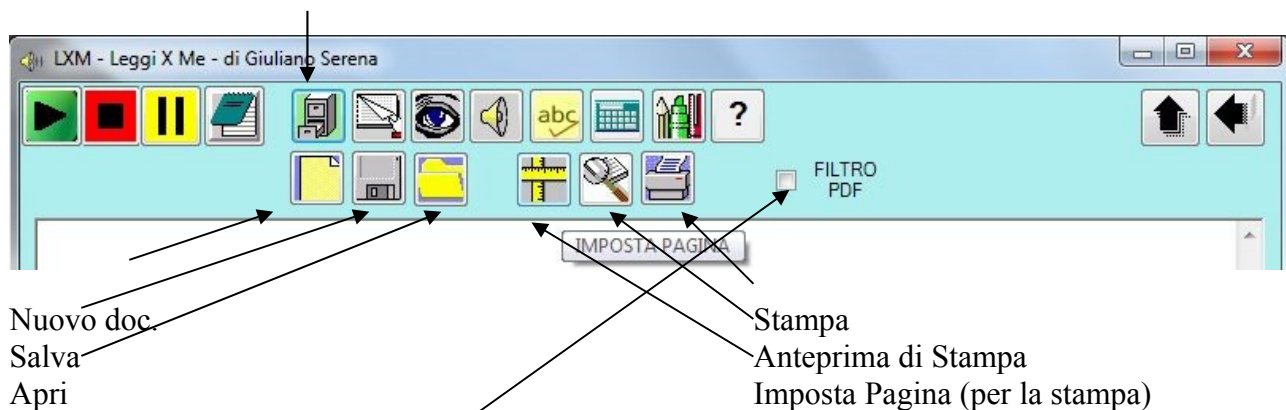 LXM - Leggi X Me - di Giuliano Serena
abc
?
FILTRO
PDF
IMPOSTA PAGINA
Nuovo doc.
Salva
Apri
Stampa
Anteprima di Stampa
Imposta Pagina (per la stampa)